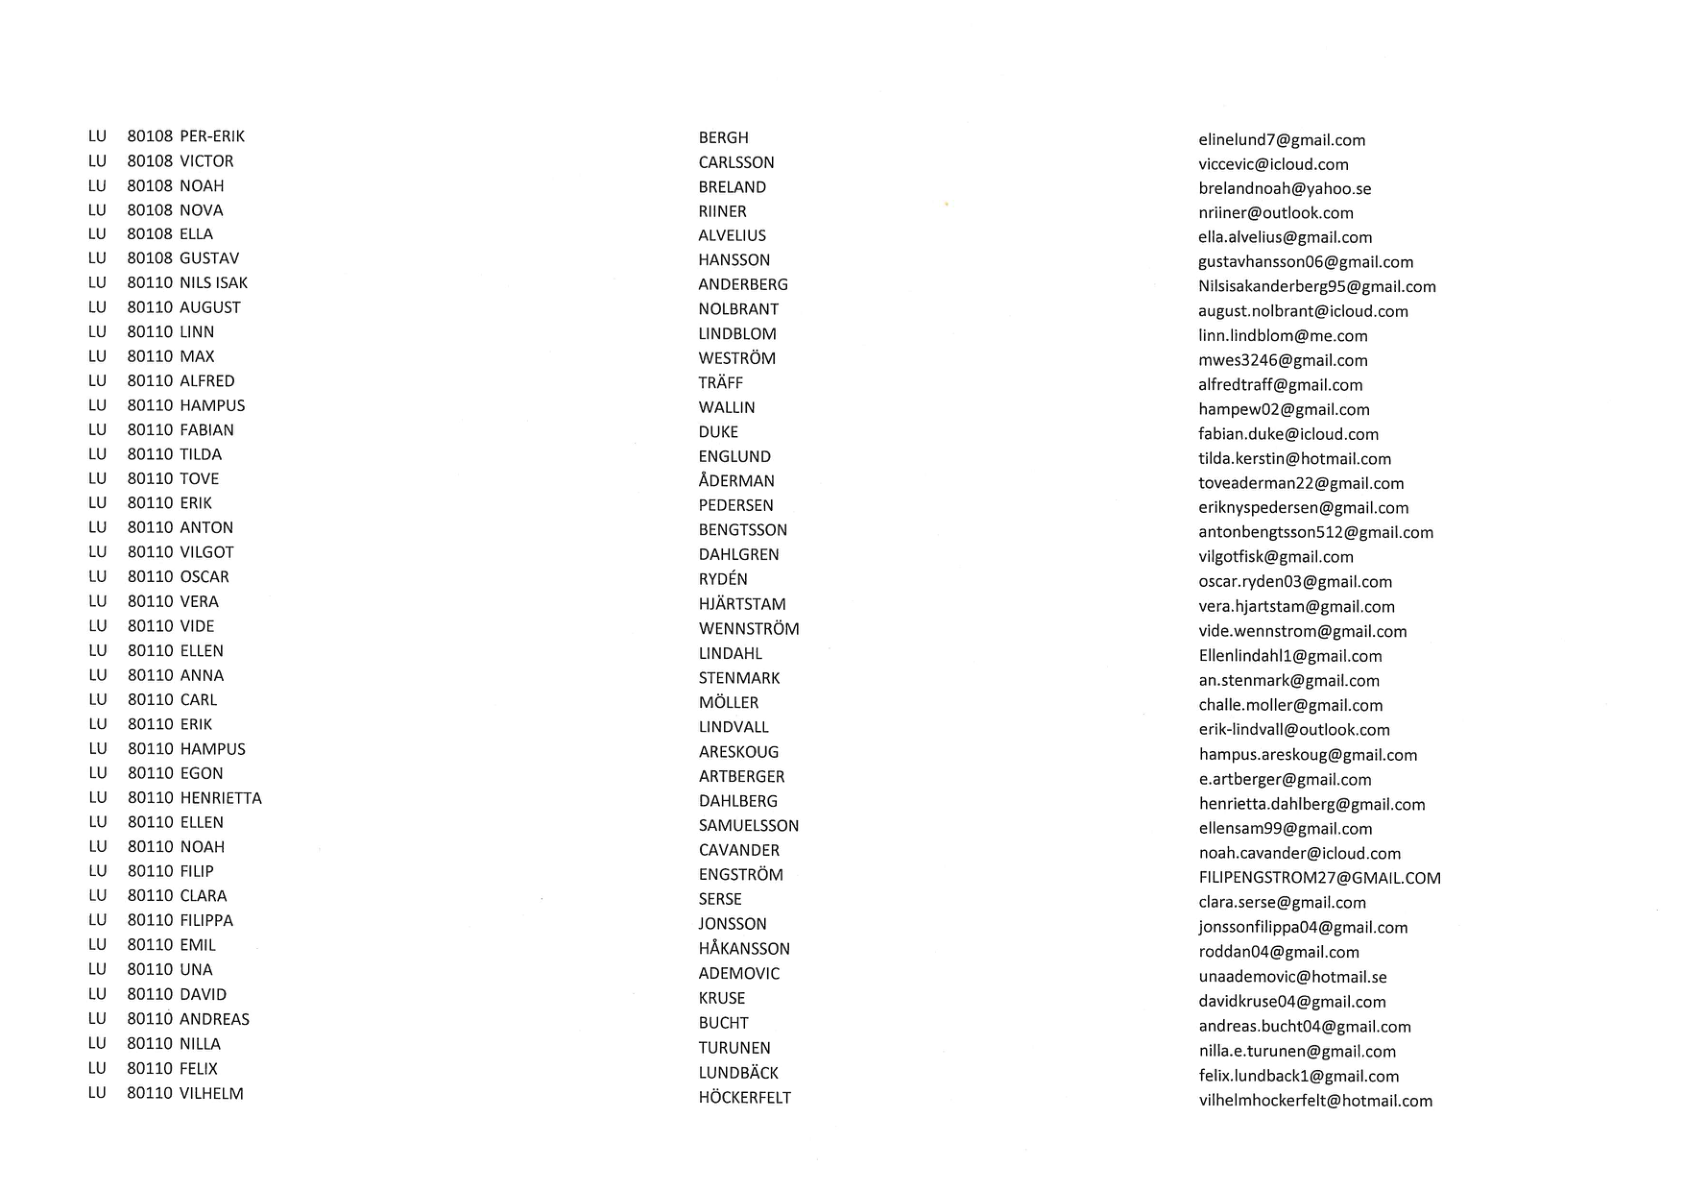 LU 80108 PER-ERIK BERGH elinelund7@gmail.com
LU 80108 VICTOR CARLSSON viccevic@icloud.com
LU 80108 NOAH BRELAND brelandnoah@yahoo.se
LU 80108 NOVA RIINER nriiner@outlook.com
LU 80108 ELLA ALVELIUS ella.alvelius@gmail.com
LU 80108 GUSTAV HANSSON gustavhansson06@gmail.com
LU 80110 NILS ISAK ANDERBERG Nilsisakanderberg95@gmail.com
LU 80110 AUGUST NOLBRANT august.nolbrant@icloud.com
LU 80110 LINN LINDBLOM linn.lindblom@me.com
LU 80110 MAX WESTRÖM mwes3246@gmail.com
LU 80110 ALFRED TRÄFF alfredtraff@gmail.com
LU 80110 HAMPUS WALLIN hampew02@gmail.com
LU 80110 FABIAN DUKE fabian.duke@icloud.com
LU 80110 TILDA ENGLUND tilda.kerstin@hotmail.com
LU 80110 TOVE ÅDERMAN toveaderman22@gmail.com
LU 80110 ERIK PEDERSEN eriknyspedersen@gmail.com
LU 80110 ANTON BENGTSSON antonbengtsson512@gmail.com
LU 80110 VILGOT DAHLGREN vilgotfisk@gmail.com
LU 80110 OSCAR RYDÉN oscar.ryden03@gmail.com
LU 80110 VERA HJÄRTSTAM vera.hjartstam@gmail.com
LU 80110 VIDE WENNSTRÖM vide.wennstrom@gmail.com
LU 80110 ELLEN LINDAHL Ellenlindahl1@gmail.com
LU 80110 ANNA STENMARK an.stenmark@gmail.com
LU 80110 CARL MÖLLER challe.moller@gmail.com
LU 80110 ERIK LINDVALL erik-lindvall@outlook.com
LU 80110 HAMPUS ARESKOUG hampus.areskoug@gmail.com
LU 80110 EGON ARTBERGER e.artberger@gmail.com
LU 80110 HENRIETTA DAHLBERG henrietta.dahlberg@gmail.com
LU 80110 ELLEN SAMUELSSON ellensam99@gmail.com
LU 80110 NOAH CAVANDER noah.cavander@icloud.com
LU 80110 FILIP ENGSTRÖM FILIPENGSTROM27@GMAIL.COM
LU 80110 CLARA SERSE clara.serse@gmail.com
LU 80110 FILIPPA JONSSON jonssonfilippa04@gmail.com
LU 80110 EMIL HÅKANSSON roddan04@gmail.com
LU 80110 UNA ADEMOVIC unaademovic@hotmail.se
LU 80110 DAVID KRUSE davidkruse04@gmail.com
LU 80110 ANDREAS BUCHT andreas.bucht04@gmail.com
LU 80110 NILLA TURUNEN nilla.e.turunen@gmail.com
LU 80110 FELIX LUNDBÄCK felix.lundback1@gmail.com
LU 80110 VILHELM HÖCKERFELT vilhelmhockerfelt@hotmail.com